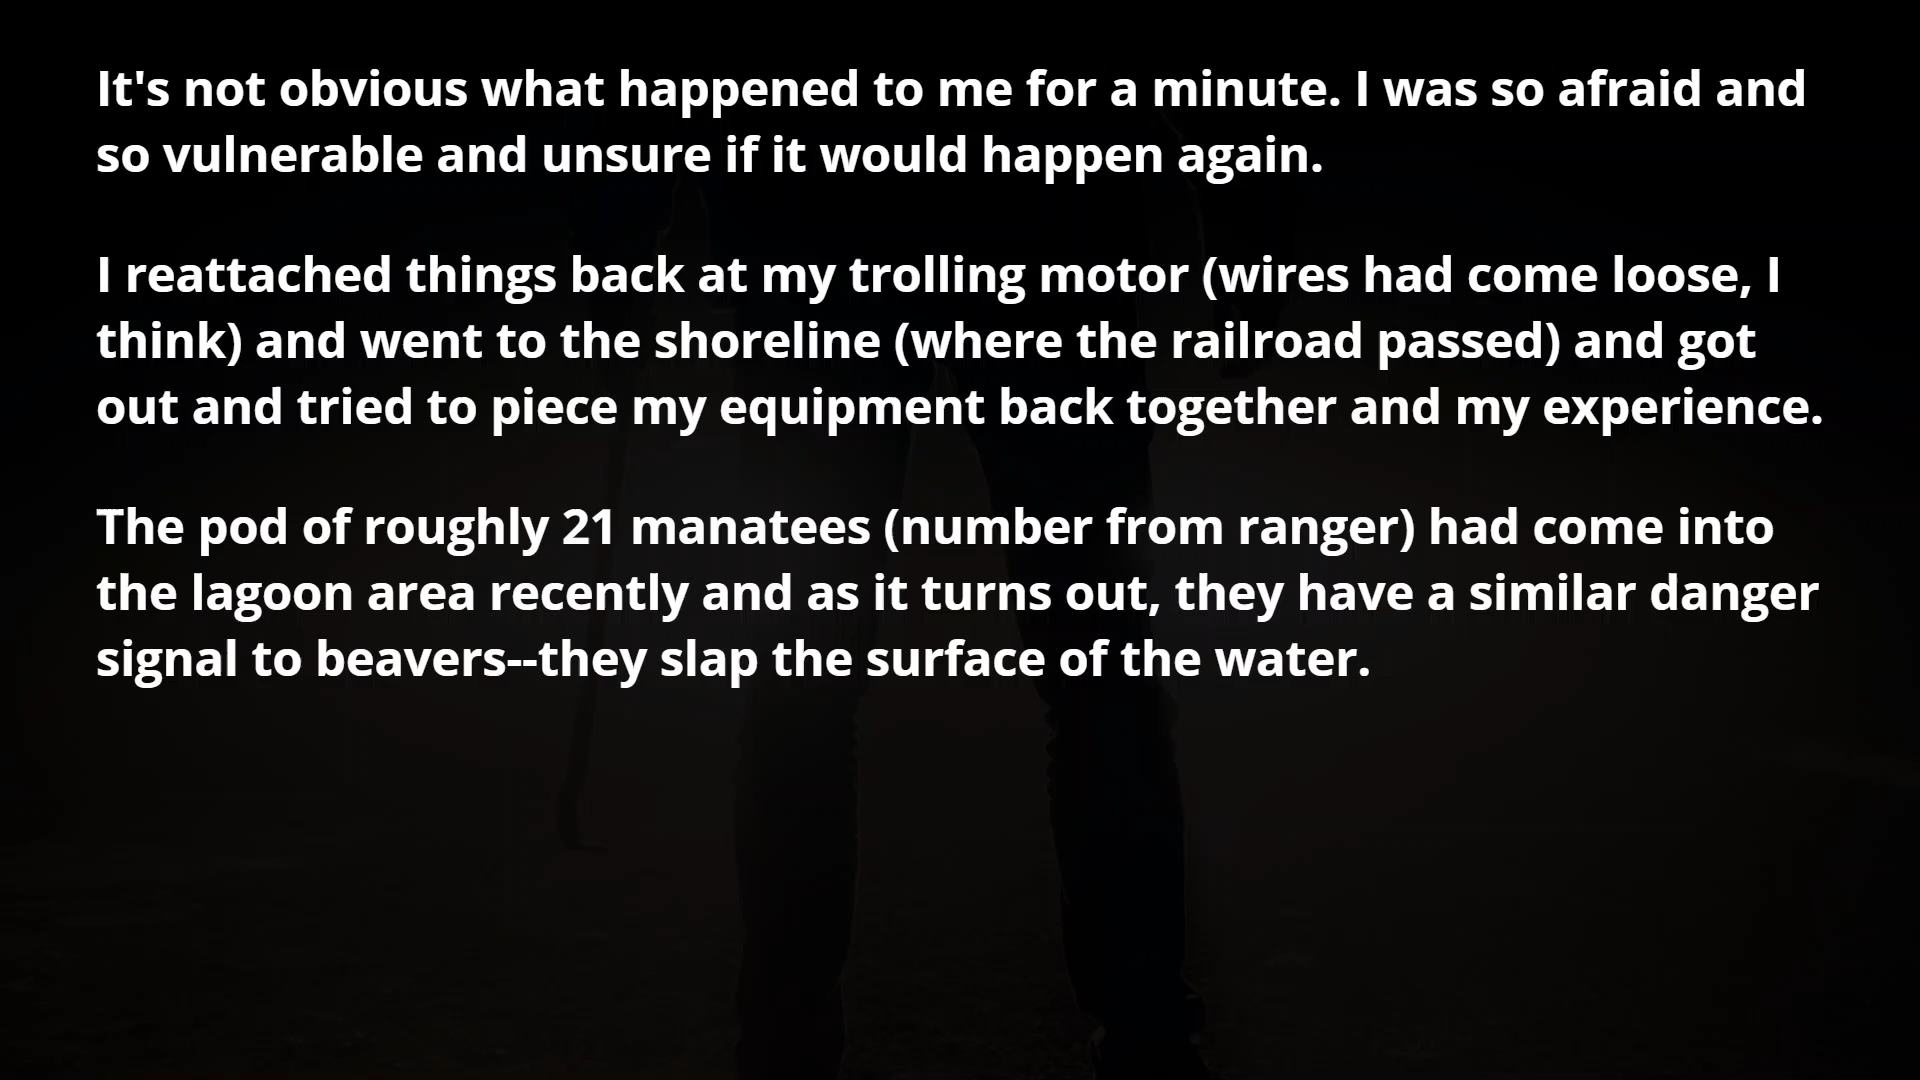 It's not obvious what happened to me for a minute. I was so afraid and
so vulnerable and unsure if it would happen again.
I reattached things back at my trolling motor (wires had come loose, I
think) and went to the shoreline (where the railroad passed) and got
out and tried to piece my equipment back together and my experience.
The pod of roughly 21 manatees (number from ranger) had come into
the lagoon area recently and as it turns out, they have a similar danger
signal to beavers--they slap the surface of the water.